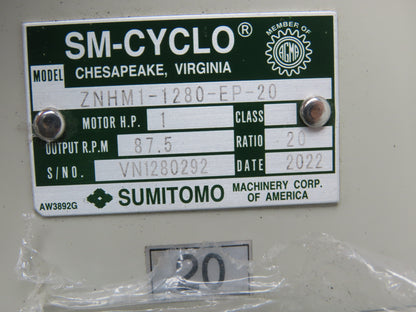 SM-CYCLO®
CHESAPEAKE, VIRGINIA
MEMBER OF
AGMA
MODEL ZNHM1-1280-EP-20
MOTOR H.P. 1 CLASS
OUTPUT R.P.M 87.5 RATIO 20
S/NO. VN1280292 DATE 2022
SUMITOMO MACHINERY CORP. OF AMERICA
AW3892G
20